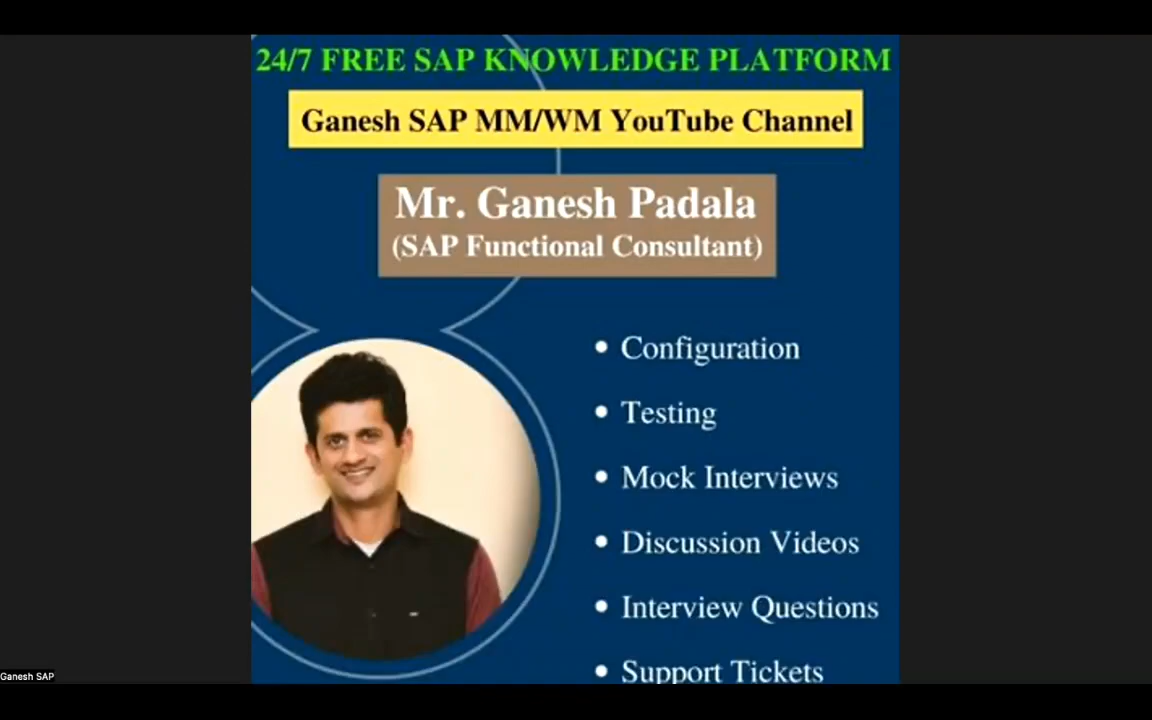 24/7 FREE SAP KNOWLEDGE PLATFORM
Ganesh SAP MM/WM YouTube Channel
Mr. Ganesh Padala
(SAP Functional Consultant)
• Configuration
• Testing
• Mock Interviews
• Discussion Videos
• Interview Questions
• Support Tickets
Ganesh SAP